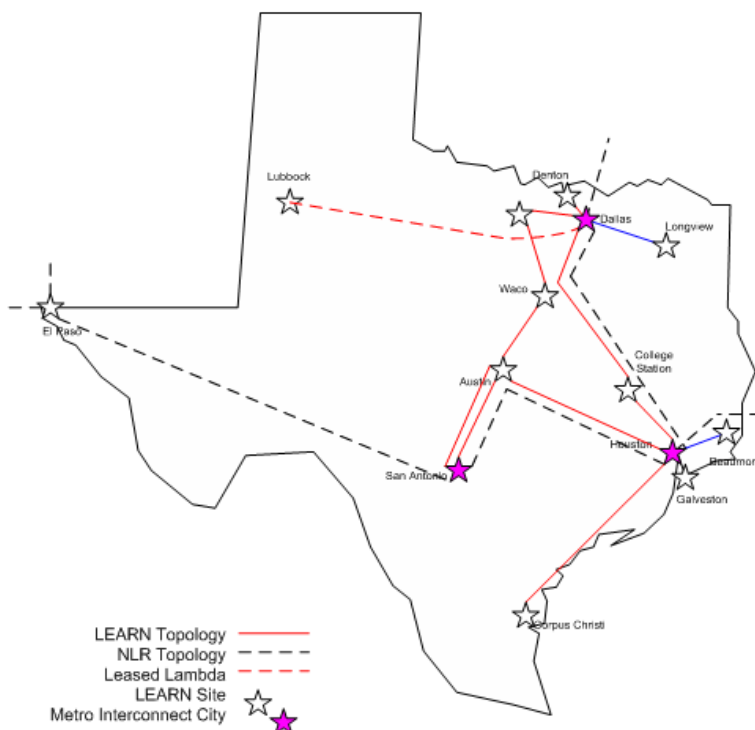 Denton
Lubbock
Dallas
Longview
Waco
El Paso
College
Station
Austin
Houston
Beaumon
San Antonio
Galveston
Corpus Christi
LEARN Topology
NLR Topology
Leased Lambda
LEARN Site
Metro Interconnect City